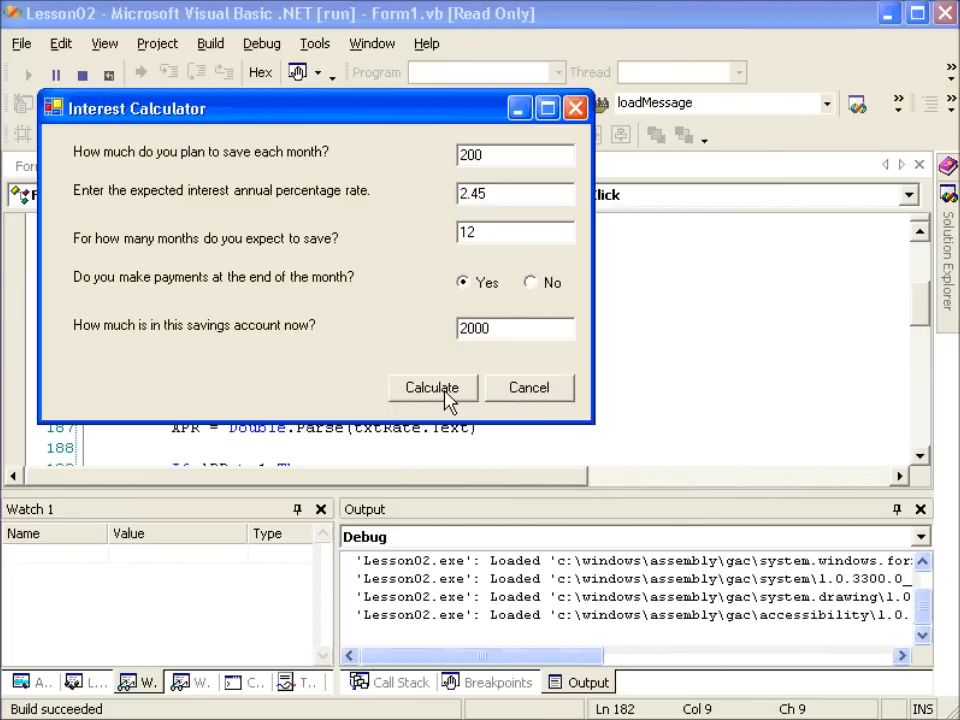 Lesson02 - Microsoft Visual Basic .NET [run] - Form1.vb [Read Only]
File Edit View Project Build Debug Tools Window Help
Hex Program Thread
Interest Calculator
loadMessage
How much do you plan to save each month? 200
Enter the expected interest annual percentage rate. 2.45
Click
For how many months do you expect to save? 12
Do you make payments at the end of the month? Yes No
How much is in this savings account now? 2000
Calculate Cancel
Solution Explorer
187 APR = Double.Parse(txtRate.Text)
188
Watch 1
Name Value Type
Output
Debug
'Lesson02.exe': Loaded 'c:\windows\assembly\gac\system.windows.for
'Lesson02.exe': Loaded 'c:\windows\assembly\gac\system\1.0.3300.0_
'Lesson02.exe': Loaded 'c:\windows\assembly\gac\system.drawing\1.0
'Lesson02.exe': Loaded 'c:\windows\assembly\gac\accessibility\1.0.
A.. L... W. W.. C.. T.. Call Stack Breakpoints Output
Build succeeded Ln 182 Col 9 Ch 9 INS